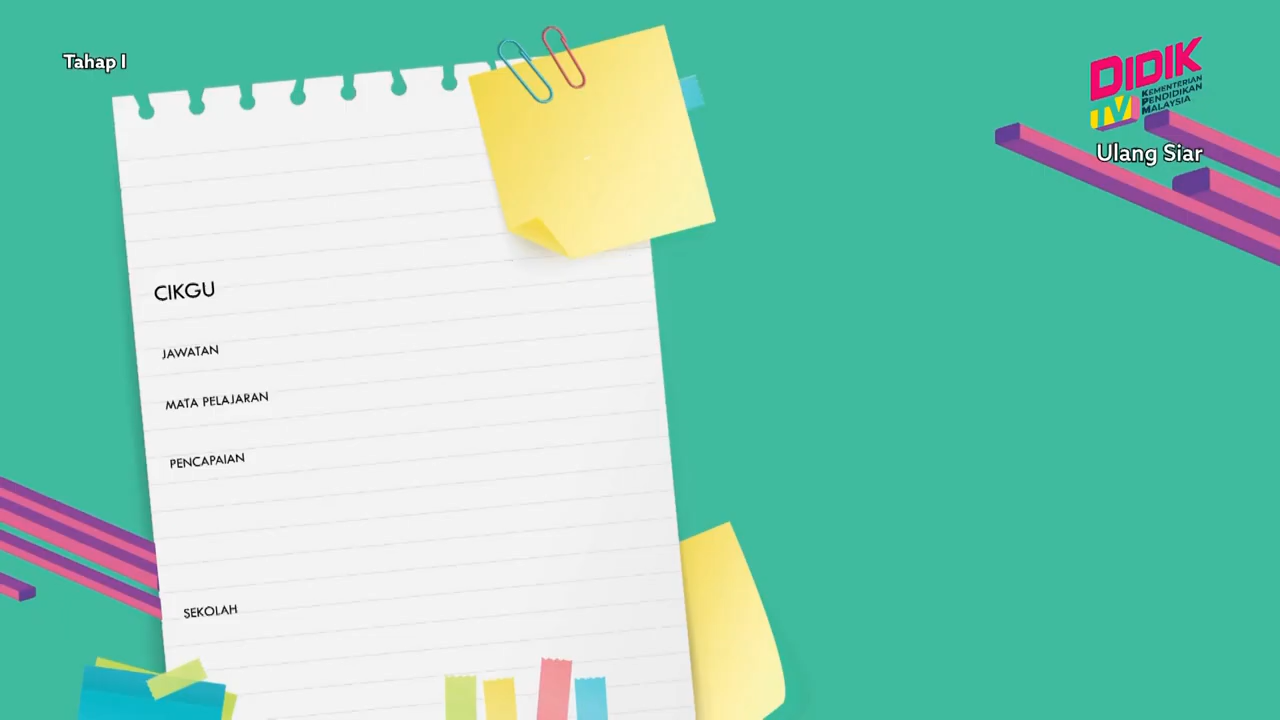 Tahap I
DIDIK
TV
KEMENTERIAN
PENDIDIKAN
MALAYSIA
Ulang Siar
CIKGU
JAWATAN
MATA PELAJARAN
PENCAPAIAN
SEKOLAH